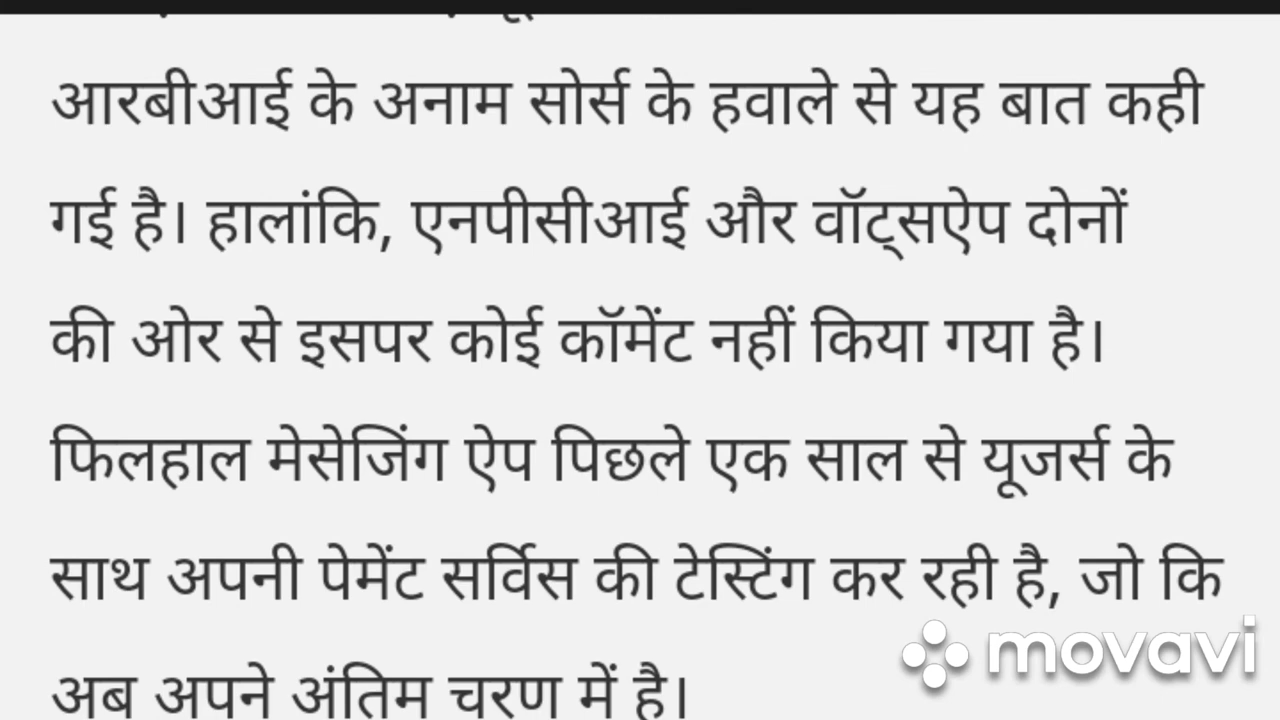 आरबीआई के अनाम सोर्स के हवाले से यह बात कही
गई है। हालांकि, एनपीसीआई और वॉट्सऐप दोनों
की ओर से इसपर कोई कॉमेंट नहीं किया गया है।
फिलहाल मेसेजिंग ऐप पिछले एक साल से यूजर्स के
साथ अपनी पेमेंट सर्विस की टेस्टिंग कर रही है, जो कि
अब अपने अंतिम चरण में है।
movavi